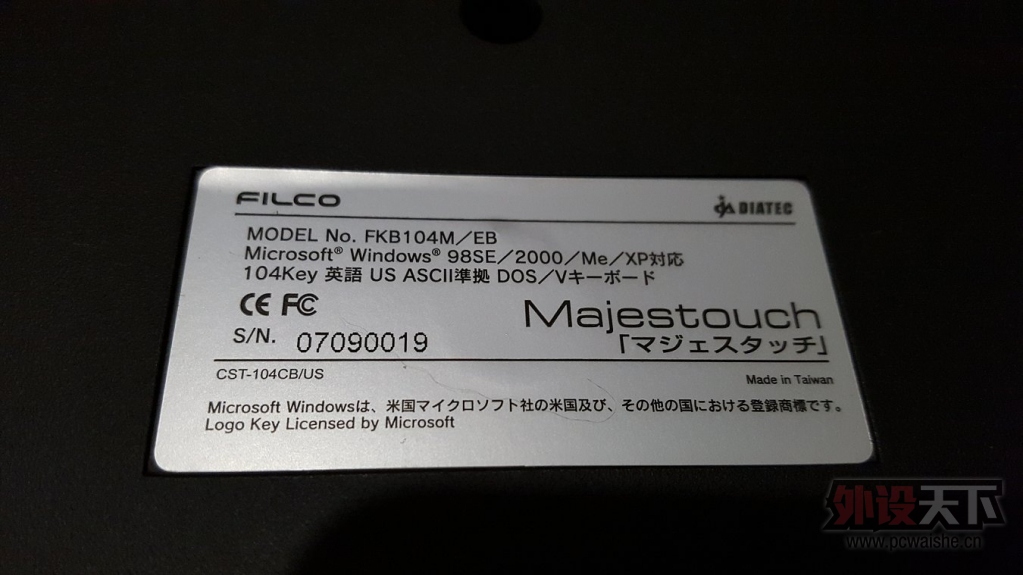 FILCO
DIATEC
MODEL No. FKB104M/EB
Microsoft® Windows® 98SE/2000/Me/XP対応
104Key 英語 US ASCII準拠 DOS/Vキーボード
CE FC
Majestouch
「マジェスタッチ」
S/N. 07090019
CST-104CB/US
Made in Taiwan
Microsoft Windowsは、米国マイクロソフト社の米国及び、その他の国における登録商標です。
Logo Key Licensed by Microsoft
外设天下
www.pcwaishe.cn